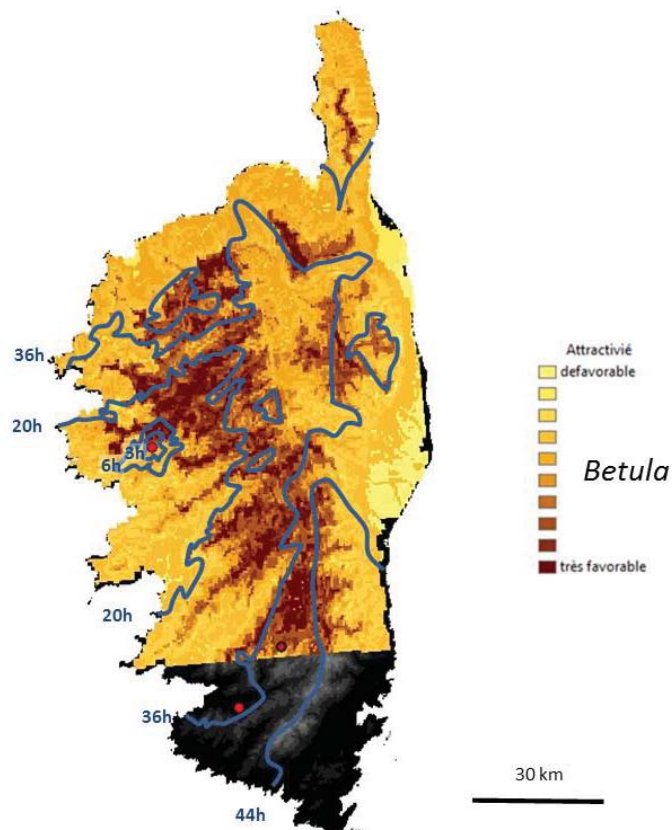 36h
20h
3h
6h
20h
36h
44h
Attractivié
defavorable
Betula
très favorable
30 km